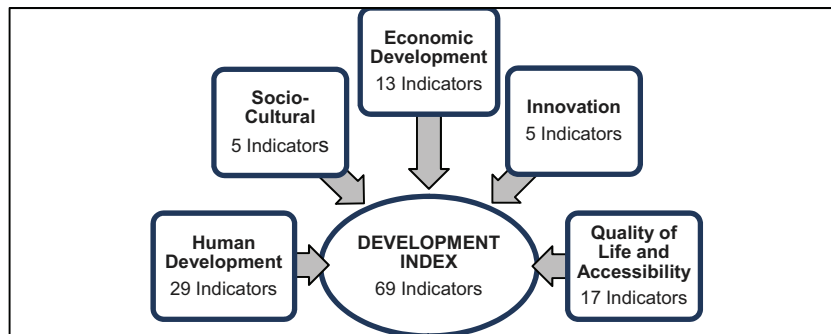 Economic
Development
13 Indicators
Socio-
Cultural
5 Indicators
Innovation
5 Indicators
Human
Development
29 Indicators
DEVELOPMENT
INDEX
69 Indicators
Quality of
Life and
Accessibility
17 Indicators